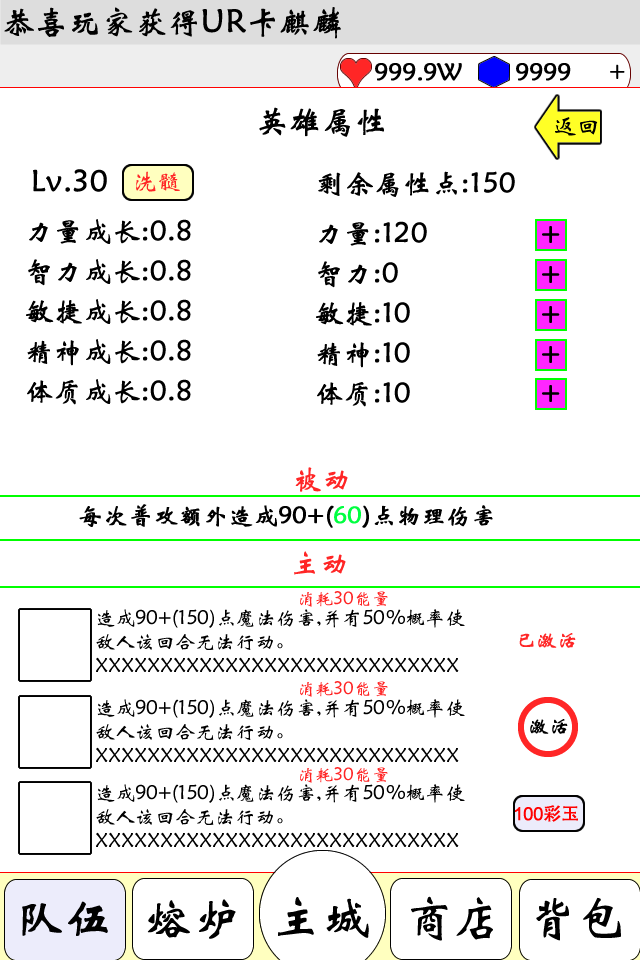 恭喜玩家获得UR卡麒麟
999.9W 9999 +
英雄属性
返回
Lv.30 洗髓 剩余属性点:150
力量成长:0.8 力量:120 +
智力成长:0.8 智力:0 +
敏捷成长:0.8 敏捷:10 +
精神成长:0.8 精神:10 +
体质成长:0.8 体质:10 +
被动
每次普攻额外造成90+(60)点物理伤害
主动
消耗30能量
造成90+(150)点魔法伤害,并有50%概率使
敌人该回合无法行动。
已激活
XXXXXXXXXXXXXXXXXXXXXXXXXXXX
消耗30能量
造成90+(150)点魔法伤害,并有50%概率使
敌人该回合无法行动。
激活
XXXXXXXXXXXXXXXXXXXXXXXXXXXX
消耗30能量
造成90+(150)点魔法伤害,并有50%概率使
敌人该回合无法行动。
100彩玉
XXXXXXXXXXXXXXXXXXXXXXXXXXXX
队伍 熔炉 主城 商店 背包